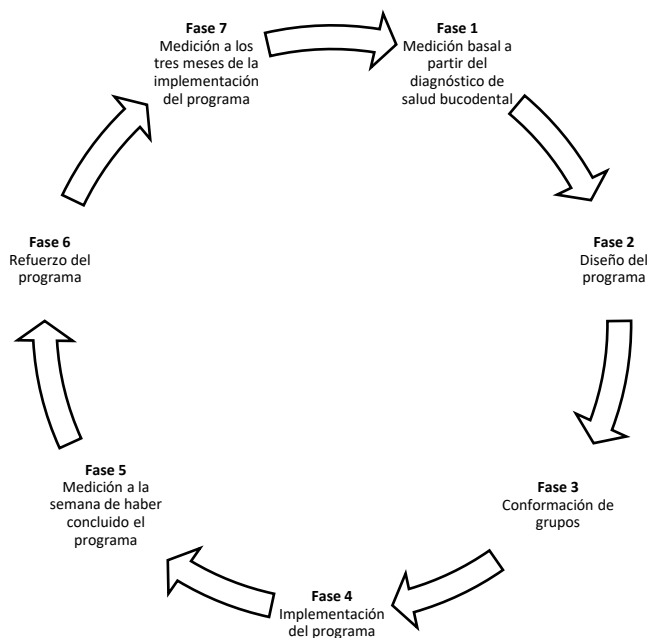 Fase 1
Medición basal a
partir del
diagnóstico de
salud bucodental
Fase 2
Diseño del
programa
Fase 3
Conformación de
grupos
Fase 4
Implementación
del programa
Fase 5
Medición a la
semana de haber
concluido el
programa
Fase 6
Refuerzo del
programa
Fase 7
Medición a los
tres meses de la
implementación
del programa